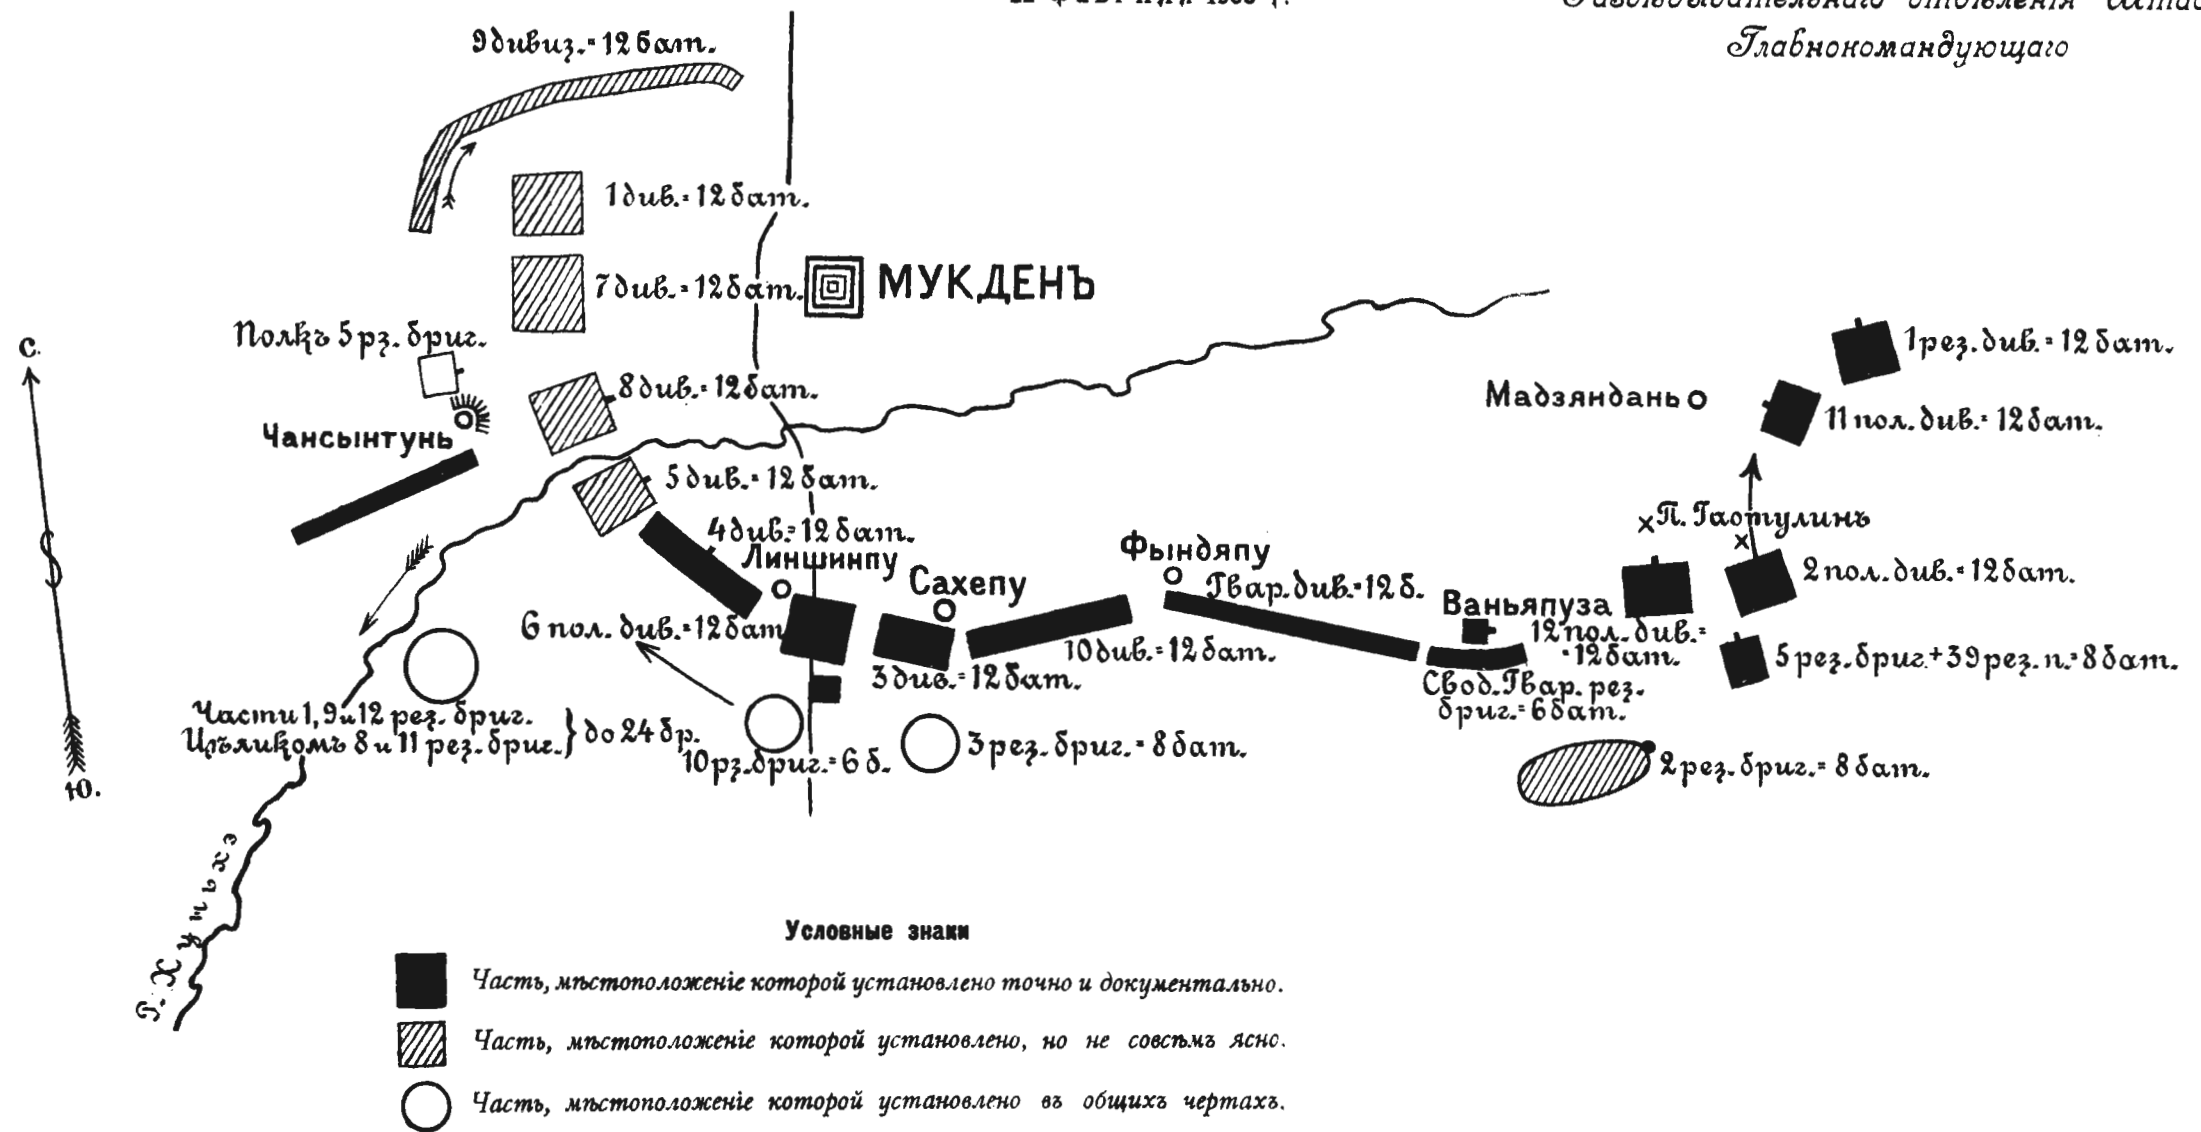 Главнокомандующаго
9 дивиз. = 12 бат.
1 див. = 12 бат.
7 див. = 12 бат.
МУКДЕНЪ
Полкъ 5 рз. бриг.
С.
8 див. = 12 бат.
1 рез. див. = 12 бат.
Мадзяндань
11 пол. див. = 12 бат.
Чансынтунь
5 див. = 12 бат.
4 див. = 12 бат.
П. Гаотулинъ
Линшинпу
Фындяпу
Сахепу
Гвар. див. = 12 б.
2 пол. див. = 12 бат.
Ваньяпуза
6 пол. див. = 12 бат
12 пол. див. =
= 12 бат.
10 див. = 12 бат.
5 рез. бриг. + 39 рез. п. = 8 бат.
3 див. = 12 бат.
Свод. Гвар. рез.
бриг. = 6 бат.
Части 1, 9 и 12 рез. бриг.
Цѣликомъ 8 и 11 рез. бриг. } до 24 бр.
10 рз. бриг. = 6 б.
3 рез. бриг. = 8 бат.
2 рез. бриг. = 8 бат.
Ю.
Р. Хуньхэ
Условные знаки
Часть, мѣстоположеніе которой установлено точно и документально.
Часть, мѣстоположеніе которой установлено, но не совсѣмъ ясно.
Часть, мѣстоположеніе которой установлено въ общихъ чертахъ.